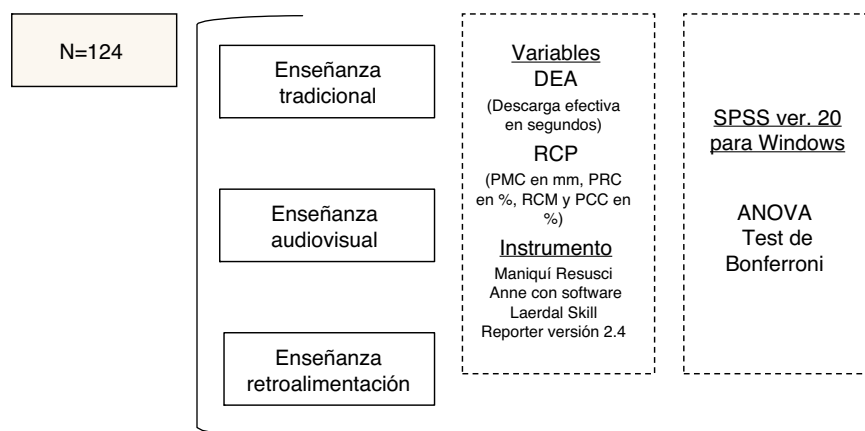 N=124
Enseñanza
tradicional
Enseñanza
audiovisual
Enseñanza
retroalimentación
Variables
DEA
(Descarga efectiva
en segundos)
RCP
(PMC en mm, PRC
en %, RCM y PCC en
%)
Instrumento
Maniquí Resusci
Anne con software
Laerdal Skill
Reporter versión 2.4
SPSS ver. 20
para Windows
ANOVA
Test de
Bonferroni